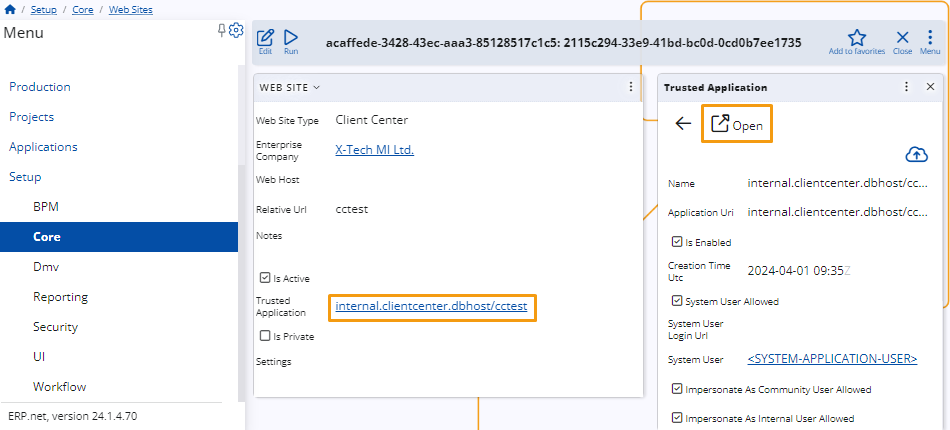 / Setup / Core / Web Sites
Menu
Production
Projects
Applications
Setup
BPM
Core
Dmv
Reporting
Security
UI
Workflow
ERP.net, version 24.1.4.70
Edit
Run
acaffede-3428-43ec-aaa3-85128517c1c5: 2115c294-33e9-41bd-bc0d-0cd0b7ee1735
Add to favorites
Close
Menu
WEB SITE
Web Site Type Client Center
Enterprise
Company X-Tech MI Ltd.
Web Host
Relative Url cctest
Notes
Is Active
Trusted
Application internal.clientcenter.dbhost/cctest
Is Private
Settings
Trusted Application
Open
Name internal.clientcenter.dbhost/cc...
Application Uri internal.clientcenter.dbhost/cc...
Is Enabled
Creation Time
Utc 2024-04-01 09:35Z
System User Allowed
System User
Login Url
System User <SYSTEM-APPLICATION-USER>
Impersonate As Community User Allowed
Impersonate As Internal User Allowed